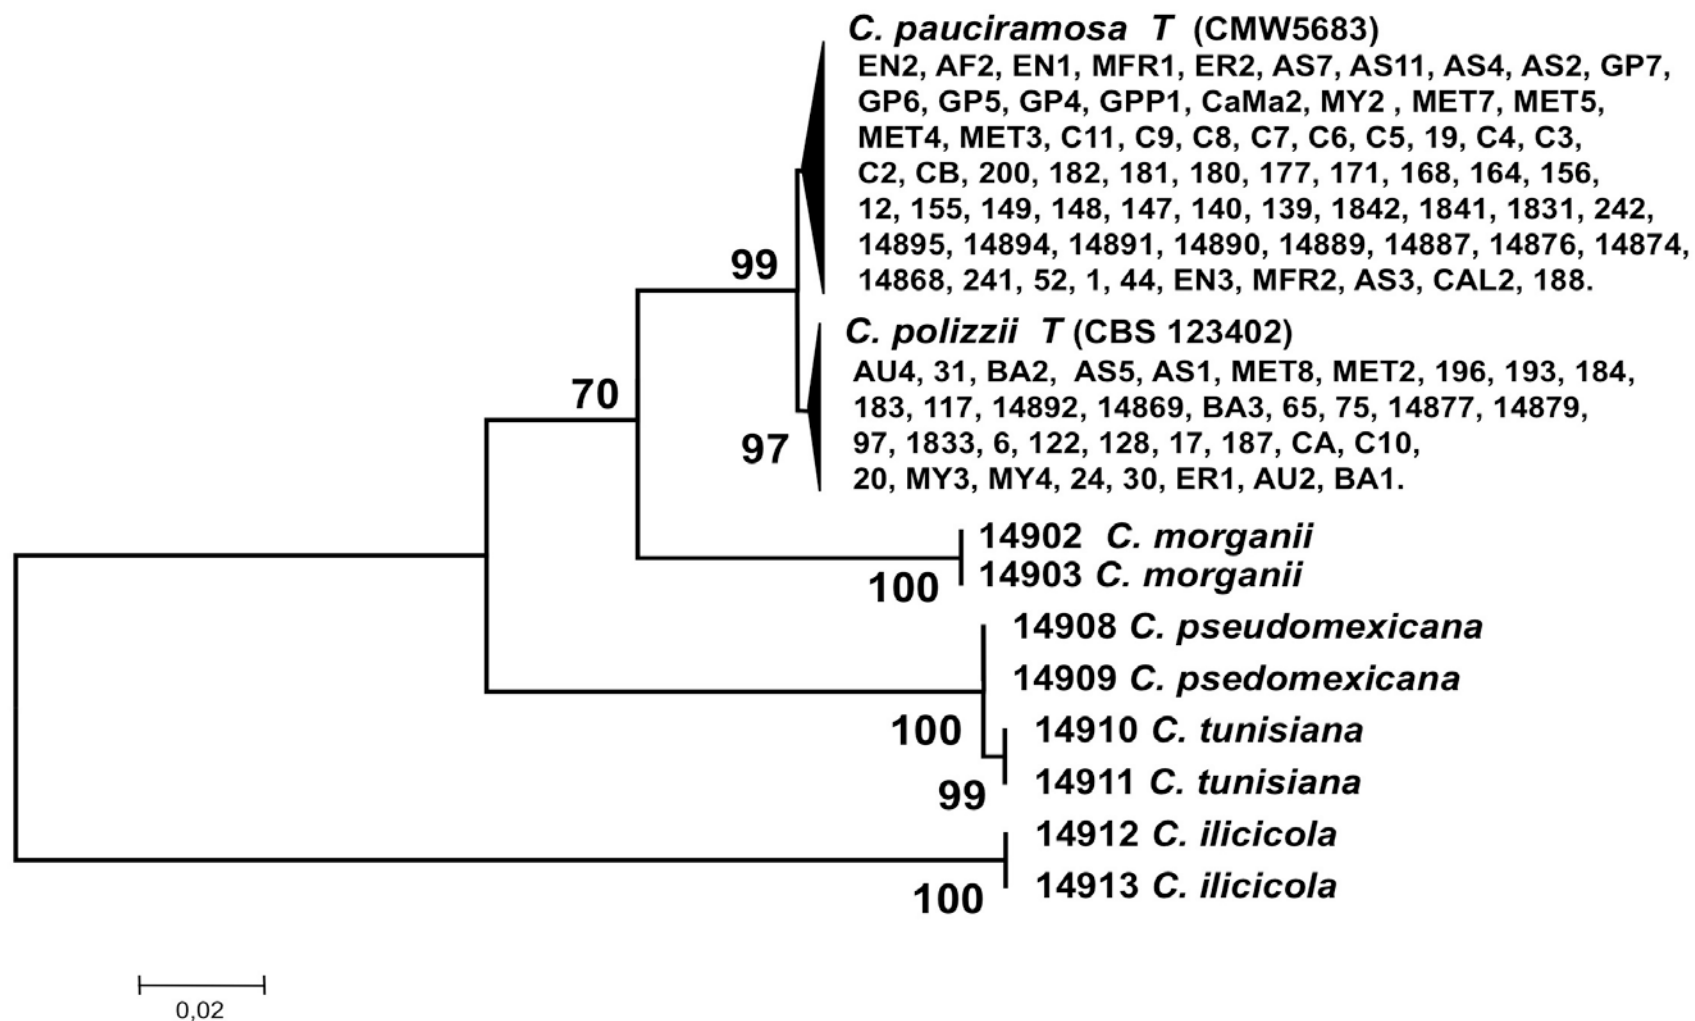 C. pauciramosa T (CMW5683)
EN2, AF2, EN1, MFR1, ER2, AS7, AS11, AS4, AS2, GP7,
GP6, GP5, GP4, GPP1, CaMa2, MY2 , MET7, MET5,
MET4, MET3, C11, C9, C8, C7, C6, C5, 19, C4, C3,
C2, CB, 200, 182, 181, 180, 177, 171, 168, 164, 156,
12, 155, 149, 148, 147, 140, 139, 1842, 1841, 1831, 242,
14895, 14894, 14891, 14890, 14889, 14887, 14876, 14874,
14868, 241, 52, 1, 44, EN3, MFR2, AS3, CAL2, 188.
99
C. polizzii T (CBS 123402)
AU4, 31, BA2, AS5, AS1, MET8, MET2, 196, 193, 184,
183, 117, 14892, 14869, BA3, 65, 75, 14877, 14879,
97, 1833, 6, 122, 128, 17, 187, CA, C10,
20, MY3, MY4, 24, 30, ER1, AU2, BA1.
70
97
14902 C. morganii
14903 C. morganii
100
14908 C. pseudomexicana
14909 C. psedomexicana
100
14910 C. tunisiana
14911 C. tunisiana
99
14912 C. ilicicola
14913 C. ilicicola
100
0,02